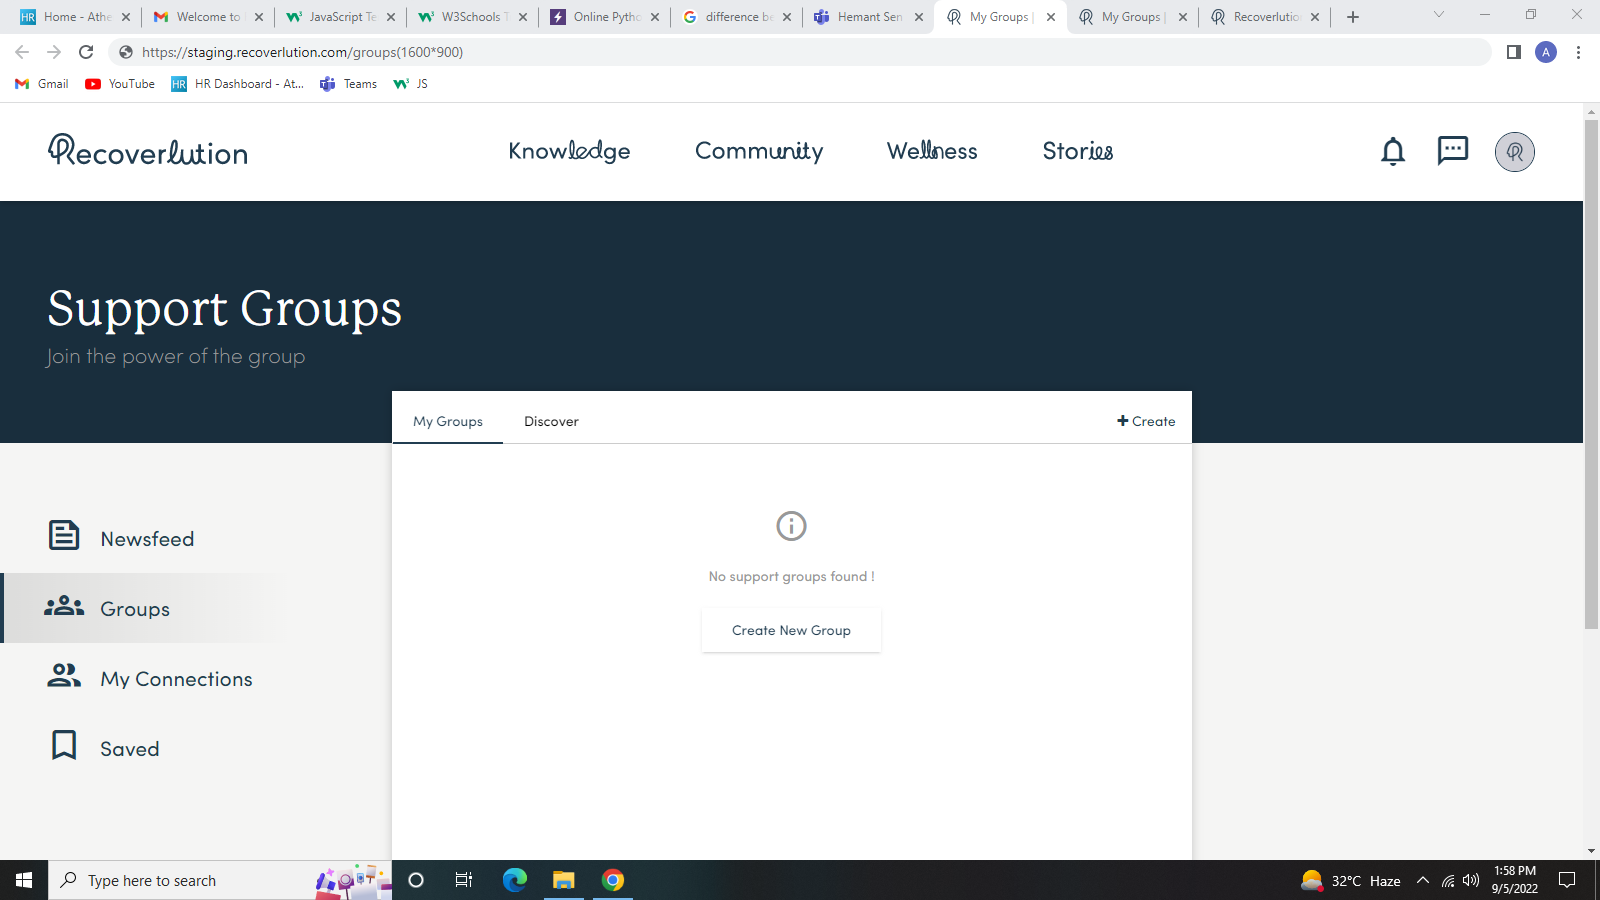 Home - Athe
Welcome to
JavaScript Te
W3Schools T
Online Pytho
difference be
Hemant Sen
My Groups |
My Groups |
Recoverlutio
https://staging.recoverlution.com/groups(1600*900)
A
Gmail
YouTube
HR Dashboard - At...
Teams
JS
Recoverlution
Knowledge
Community
Wellness
Stories
Support Groups
Join the power of the group
My Groups
Discover
+ Create
Newsfeed
Groups
My Connections
Saved
No support groups found !
Create New Group
Type here to search
32°C Haze
1:58 PM
9/5/2022